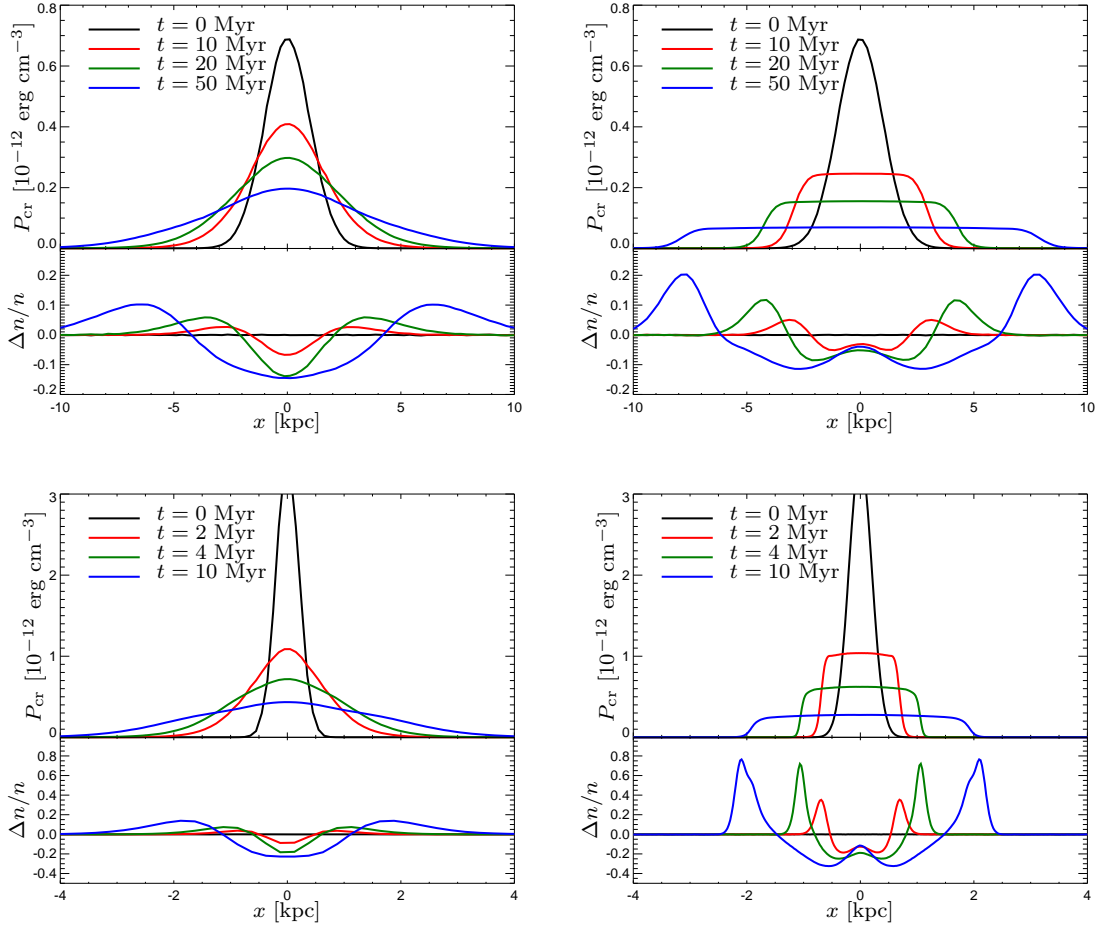 t = 0 Myr
t = 10 Myr
t = 20 Myr
t = 50 Myr
P_cr [10^−12 erg cm^−3]
0.6
0.4
0.2
0.0
Δn/n
0.2
0.1
0.0
-0.1
-0.2
-10 -5 0 5 10
x [kpc]
t = 0 Myr
t = 10 Myr
t = 20 Myr
t = 50 Myr
P_cr [10^−12 erg cm^−3]
0.6
0.4
0.2
0.0
Δn/n
0.2
0.1
0.0
-0.1
-0.2
-10 -5 0 5 10
x [kpc]
t = 0 Myr
t = 2 Myr
t = 4 Myr
t = 10 Myr
P_cr [10^−12 erg cm^−3]
3
2
1
0
Δn/n
0.8
0.6
0.4
0.2
0.0
-0.2
-0.4
-4 -2 0 2 4
x [kpc]
t = 0 Myr
t = 2 Myr
t = 4 Myr
t = 10 Myr
P_cr [10^−12 erg cm^−3]
3
2
1
0
Δn/n
0.8
0.6
0.4
0.2
0.0
-0.2
-0.4
-4 -2 0 2 4
x [kpc]